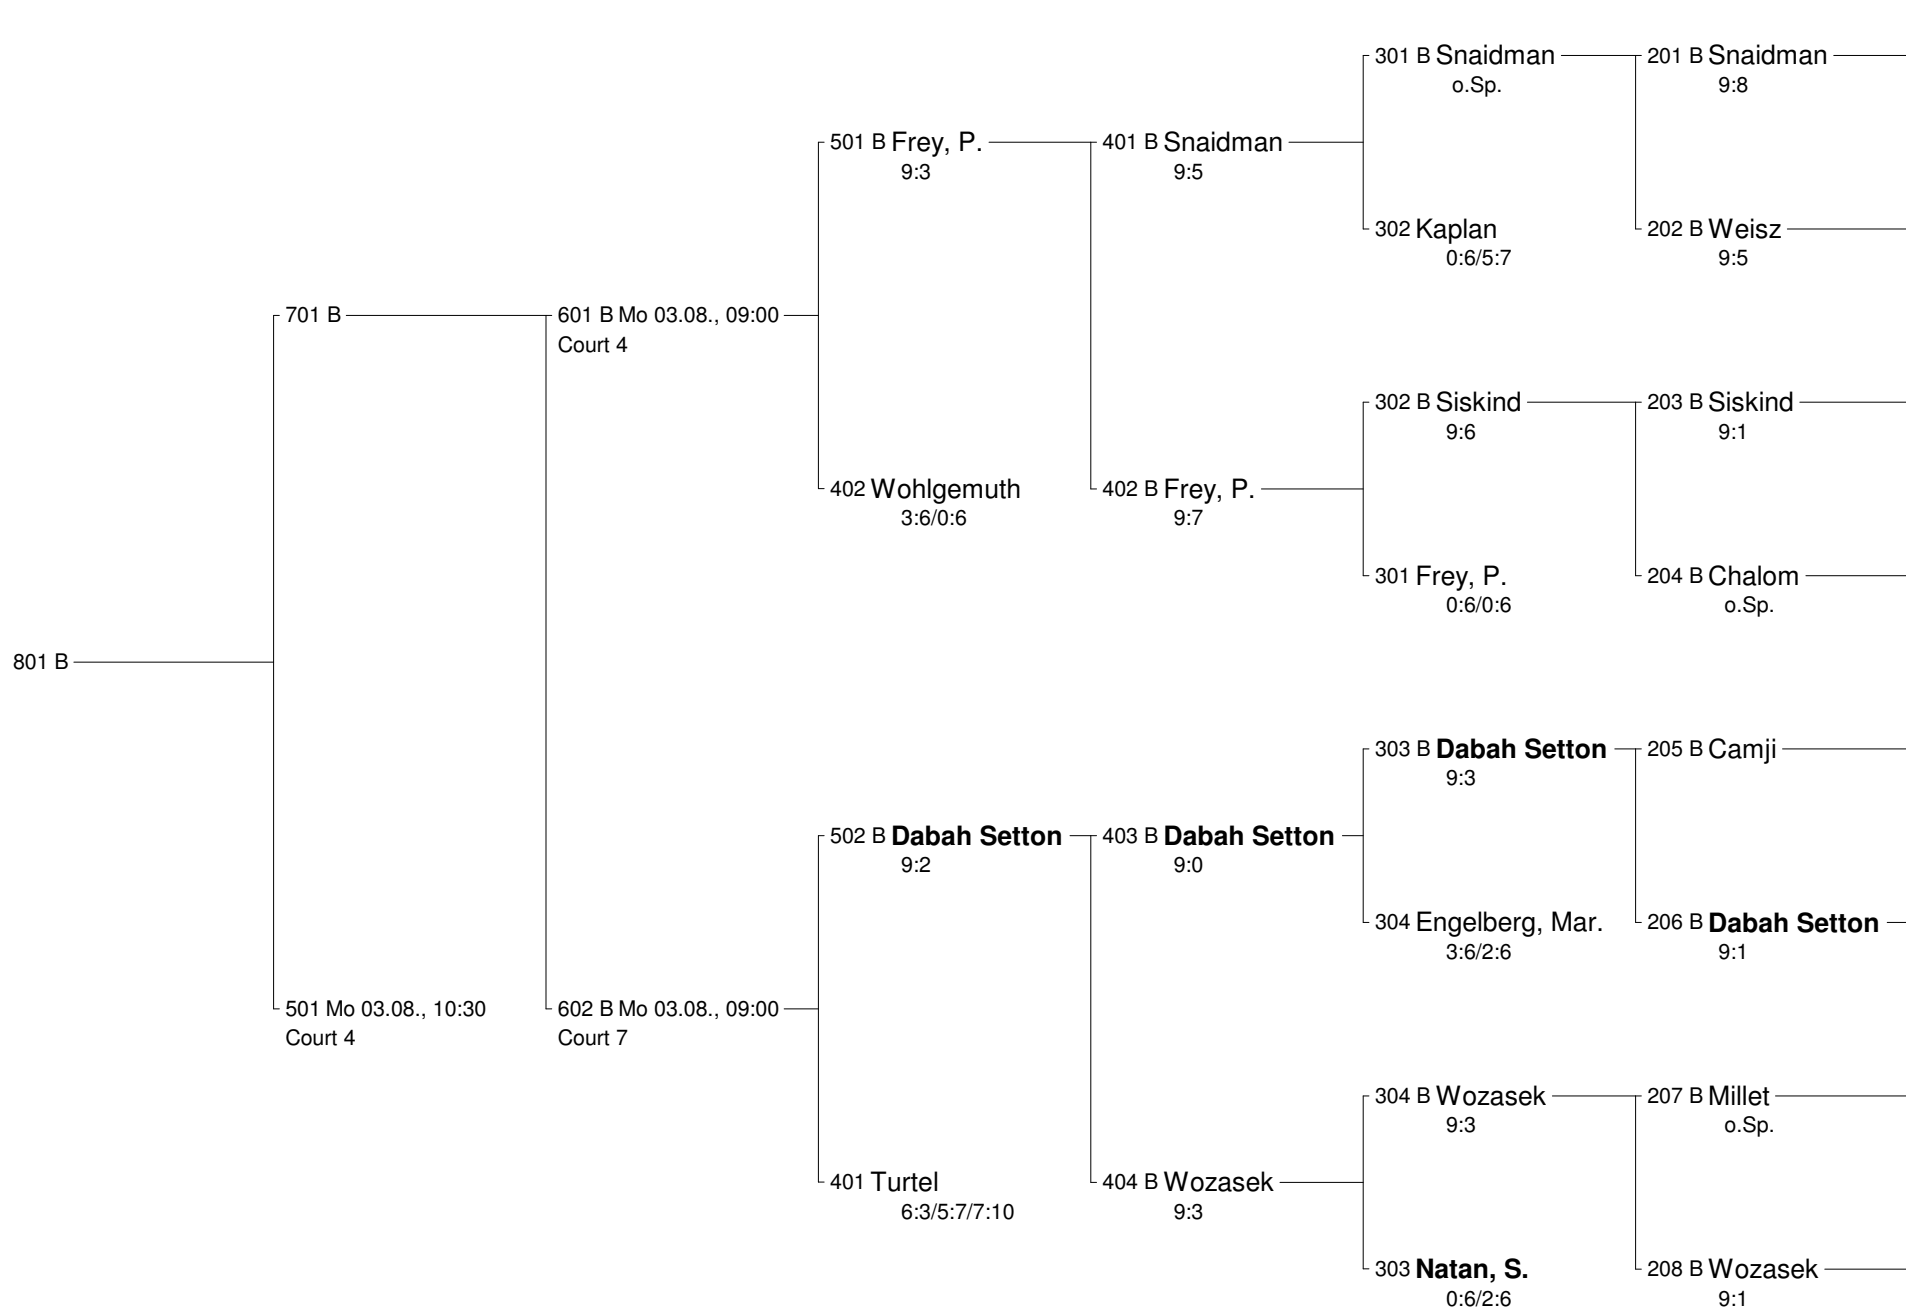 301 B Snaidman
o.Sp.
201 B Snaidman
9:8
501 B Frey, P.
9:3
401 B Snaidman
9:5
302 Kaplan
0:6/5:7
202 B Weisz
9:5
701 B
601 B Mo 03.08., 09:00
Court 4
302 B Siskind
9:6
203 B Siskind
9:1
402 Wohlgemuth
3:6/0:6
402 B Frey, P.
9:7
301 Frey, P.
0:6/0:6
204 B Chalom
o.Sp.
801 B
303 B Dabah Setton
9:3
205 B Camji
502 B Dabah Setton
9:2
403 B Dabah Setton
9:0
304 Engelberg, Mar.
3:6/2:6
206 B Dabah Setton
9:1
501 Mo 03.08., 10:30
Court 4
602 B Mo 03.08., 09:00
Court 7
304 B Wozasek
9:3
207 B Millet
o.Sp.
401 Turtel
6:3/5:7/7:10
404 B Wozasek
9:3
303 Natan, S.
0:6/2:6
208 B Wozasek
9:1